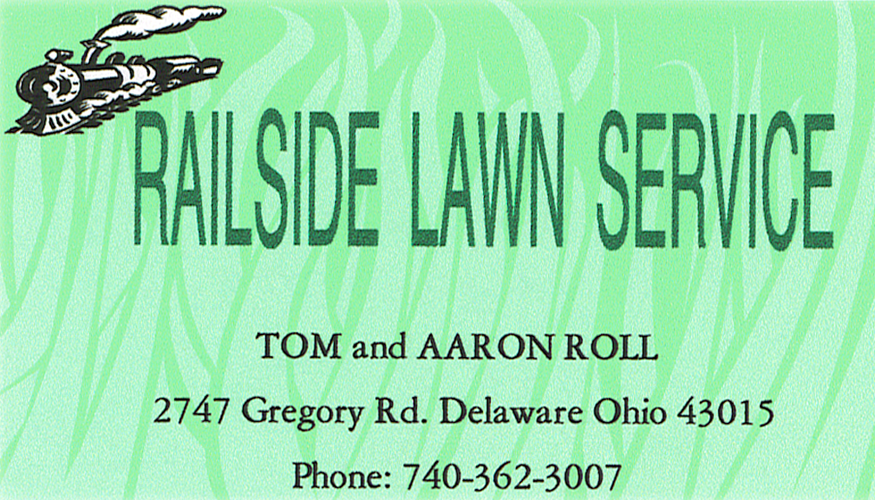 RAILSIDE LAWN SERVICE
TOM and AARON ROLL
2747 Gregory Rd. Delaware Ohio 43015
Phone: 740-362-3007